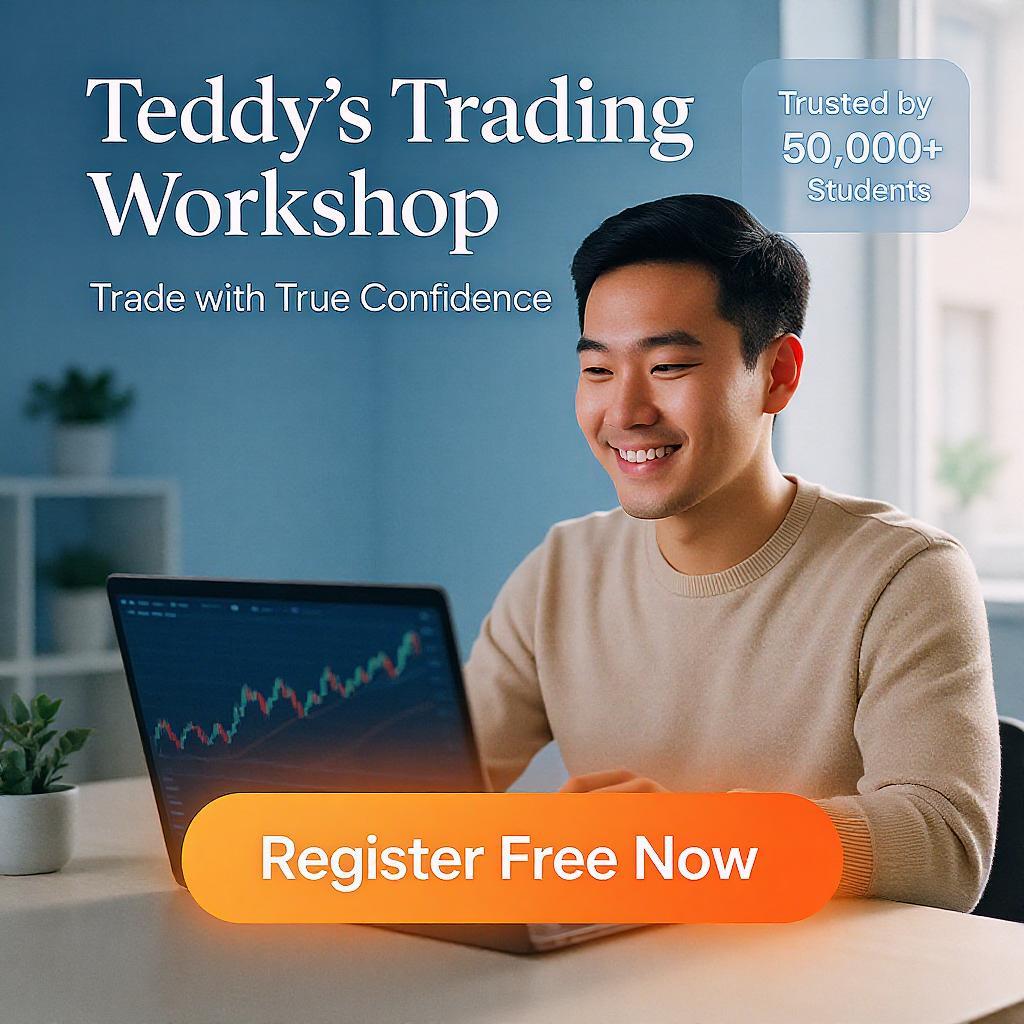 Teddy's Trading
Workshop
Trade with True Confidence
Trusted by
50,000+
Students
Register Free Now